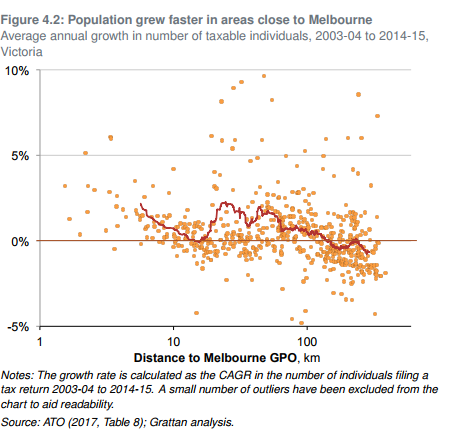 Figure 4.2: Population grew faster in areas close to Melbourne
Average annual growth in number of taxable individuals, 2003-04 to 2014-15,
Victoria
10%
5%
0%
-5%
1 10 100
Distance to Melbourne GPO, km
Notes: The growth rate is calculated as the CAGR in the number of individuals filing a
tax return 2003-04 to 2014-15. A small number of outliers have been excluded from the
chart to aid readability.
Source: ATO (2017, Table 8); Grattan analysis.